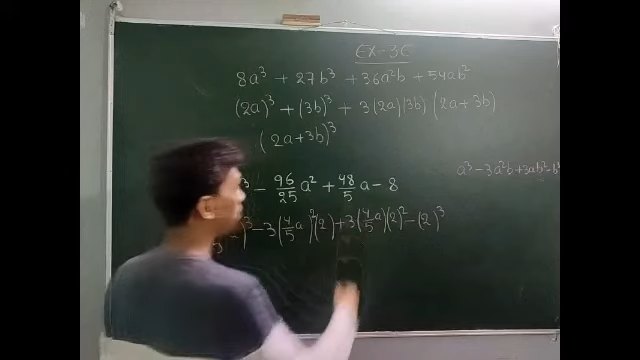 EX-3C
8a³ + 27b³ + 36a²b + 54ab²
(2a)³ + (3b)³ + 3(2a)(3b) (2a+3b)
(2a+3b)³
a³ - 3a²b + 3ab² - b³
³ - 96/25 a² + 48/5 a - 8
)³ - 3(4/5 a)²(2) + 3(4/5 a)(2)² - (2)³